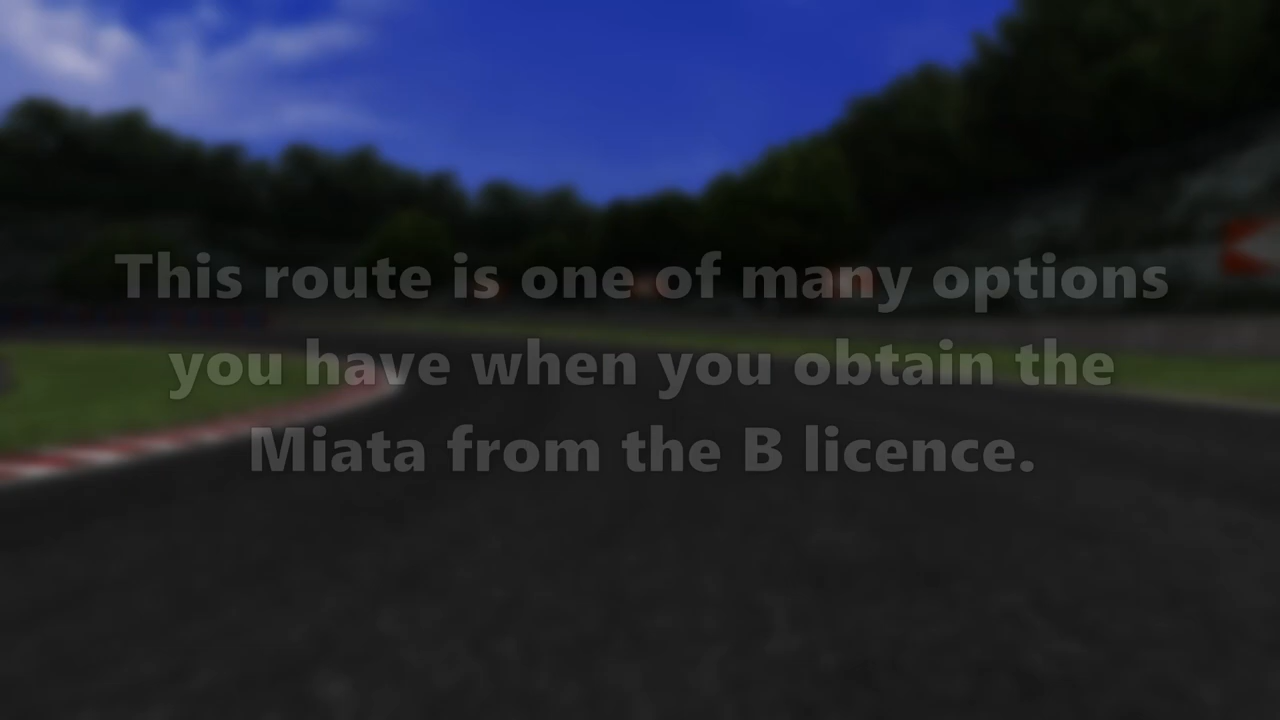 This route is one of many options
you have when you obtain the
Miata from the B licence.